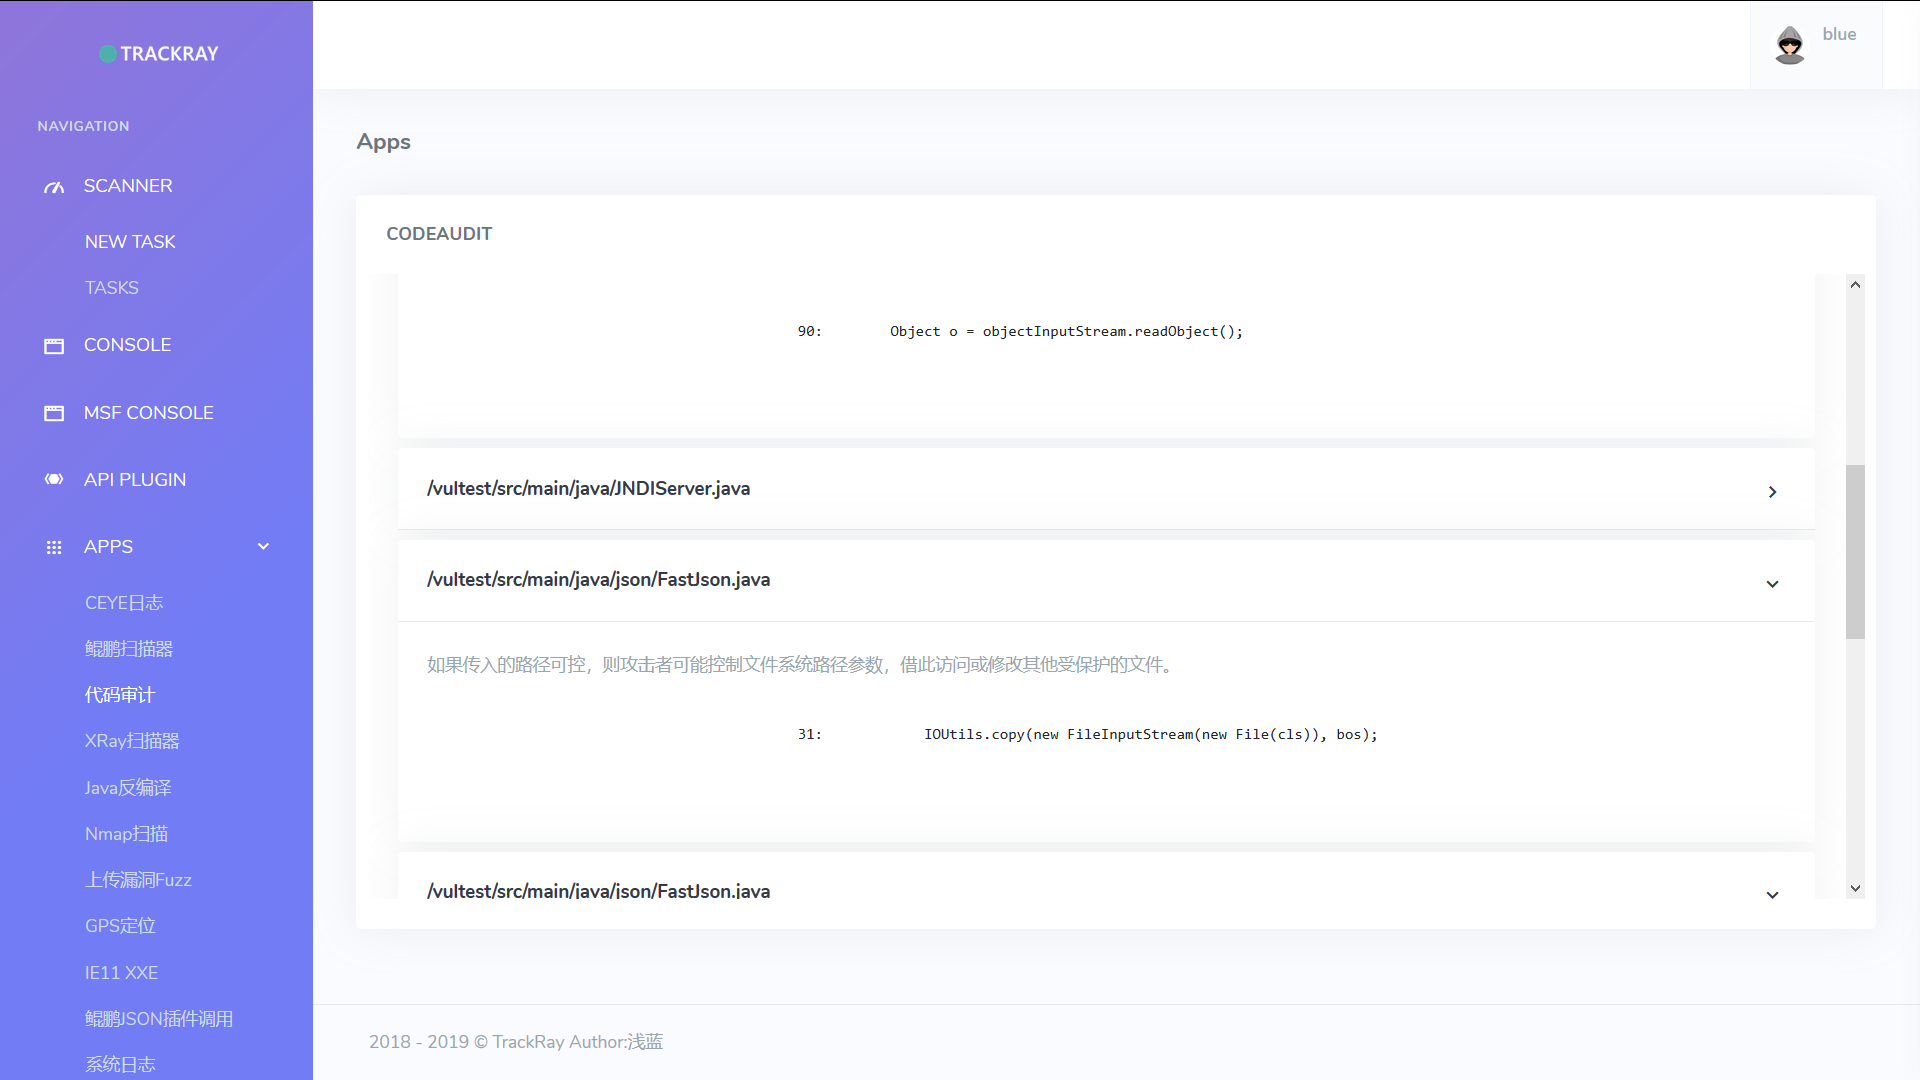 TRACKRAY
blue
NAVIGATION
SCANNER
NEW TASK
TASKS
CONSOLE
MSF CONSOLE
API PLUGIN
APPS
CEYE日志
鲲鹏扫描器
代码审计
XRay扫描器
Java反编译
Nmap扫描
上传漏洞Fuzz
GPS定位
IE11 XXE
鲲鹏JSON插件调用
系统日志
Apps
CODEAUDIT
90: Object o = objectInputStream.readObject();
/vultest/src/main/java/JNDIServer.java
/vultest/src/main/java/json/FastJson.java
如果传入的路径可控，则攻击者可能控制文件系统路径参数，借此访问或修改其他受保护的文件。
31: IOUtils.copy(new FileInputStream(new File(cls)), bos);
/vultest/src/main/java/json/FastJson.java
2018 - 2019 © TrackRay Author:浅蓝